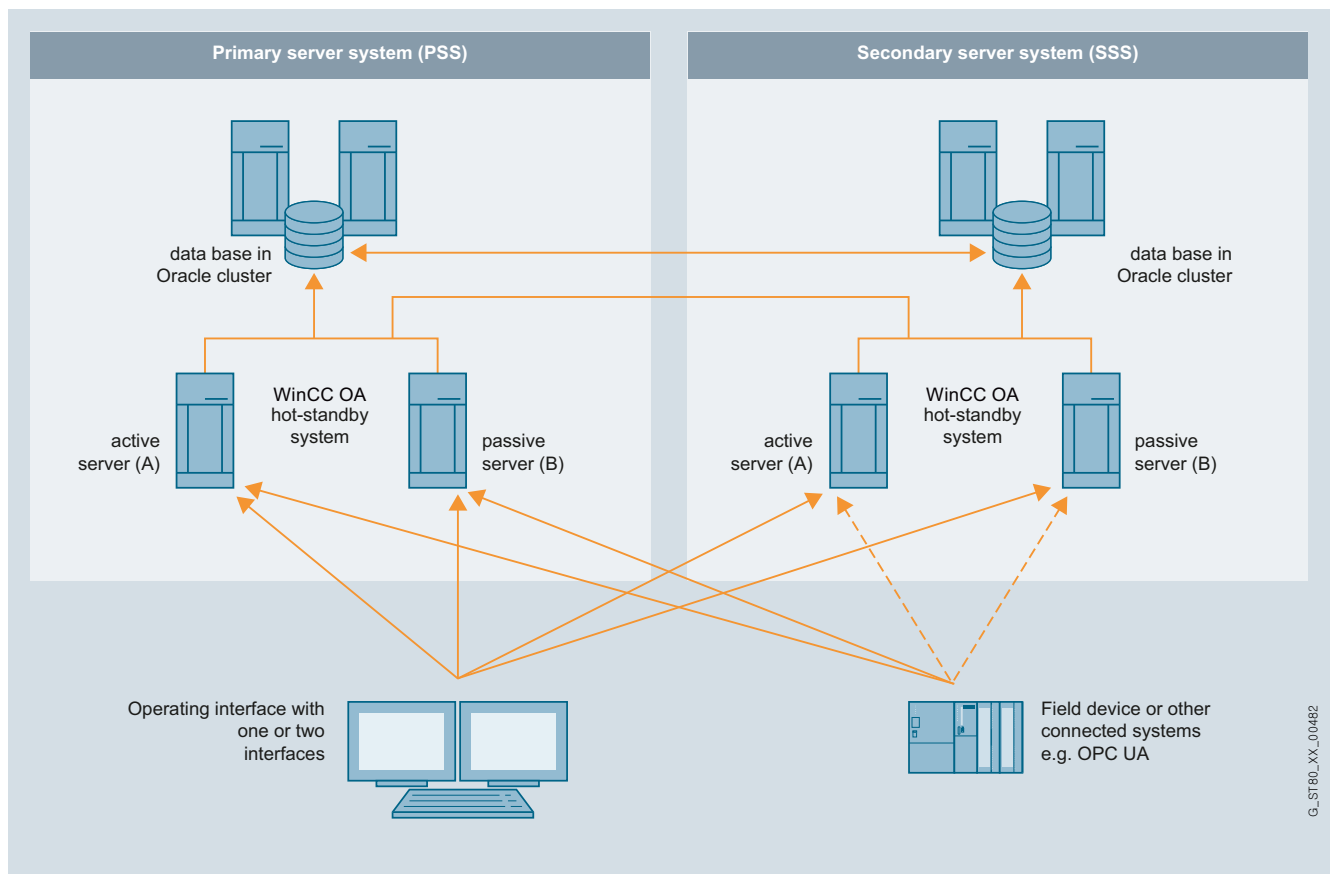 Primary server system (PSS)
Secondary server system (SSS)
data base in
Oracle cluster
data base in
Oracle cluster
WinCC OA
hot-standby
system
active
server (A)
passive
server (B)
WinCC OA
hot-standby
system
active
server (A)
passive
server (B)
Operating interface with
one or two
interfaces
Field device or other
connected systems
e.g. OPC UA
G_ST80_XX_00482